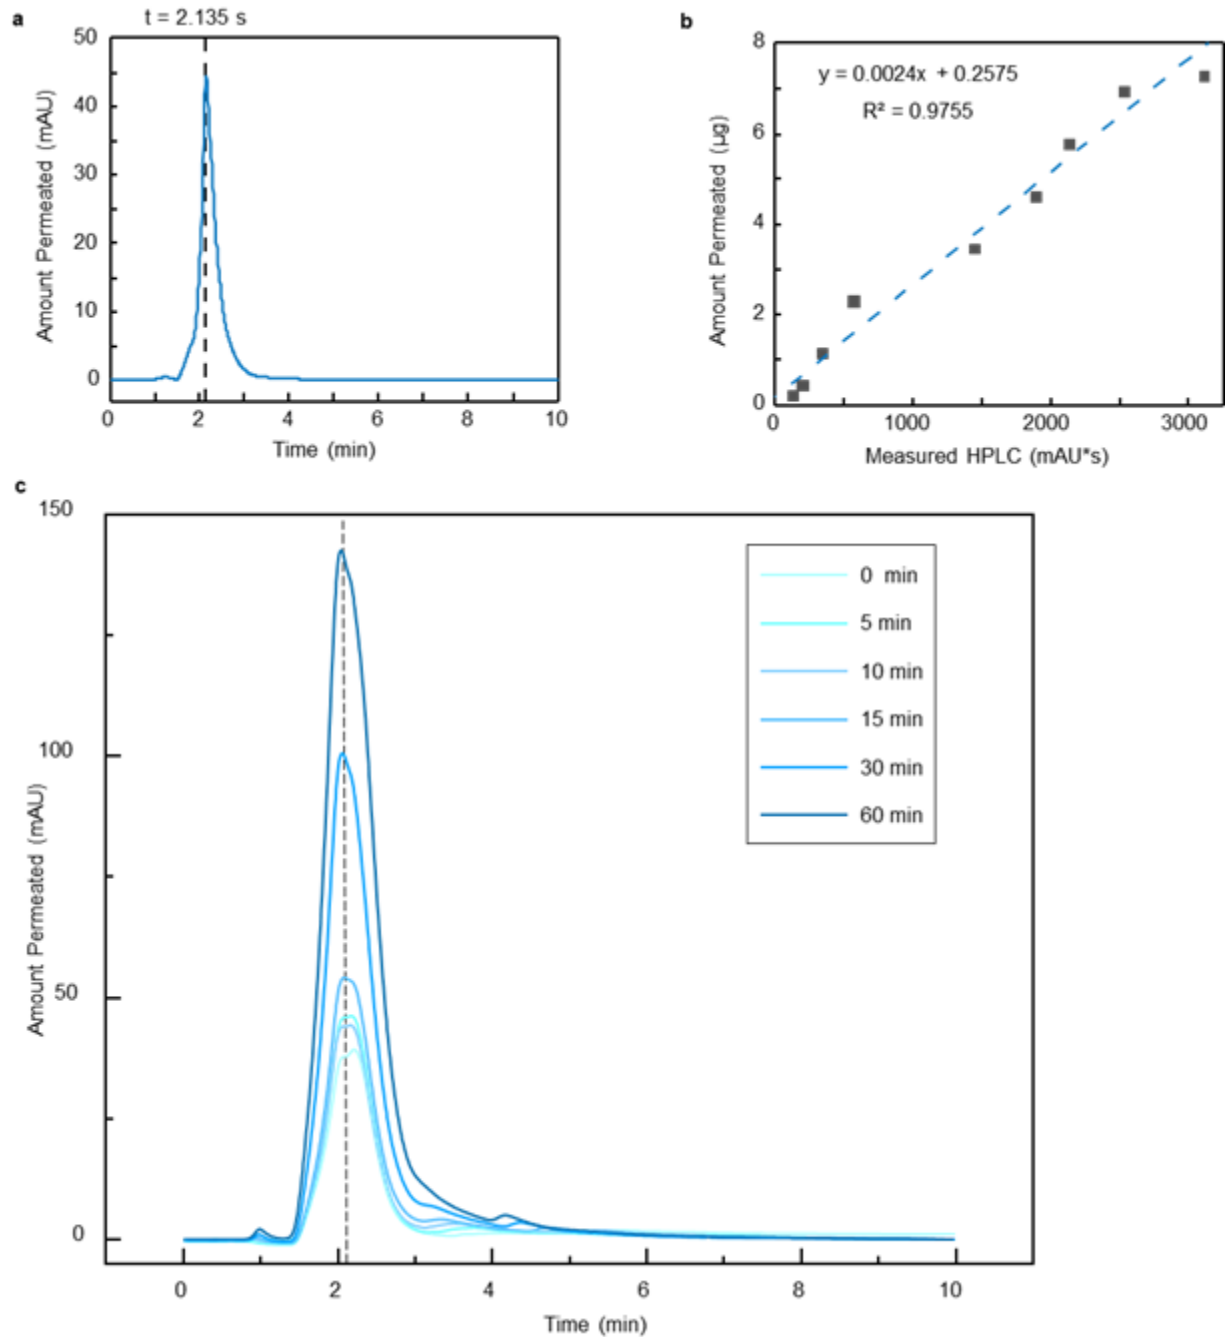 a
t = 2.135 s
50
40
30
20
10
0
Amount Permeated (mAU)
0 2 4 6 8 10
Time (min)
b
8
6
4
2
0
Amount Permeated (µg)
y = 0.0024x + 0.2575
R² = 0.9755
0 1000 2000 3000
Measured HPLC (mAU*s)
c
150
100
50
0
Amount Permeated (mAU)
0 min
5 min
10 min
15 min
30 min
60 min
0 2 4 6 8 10
Time (min)